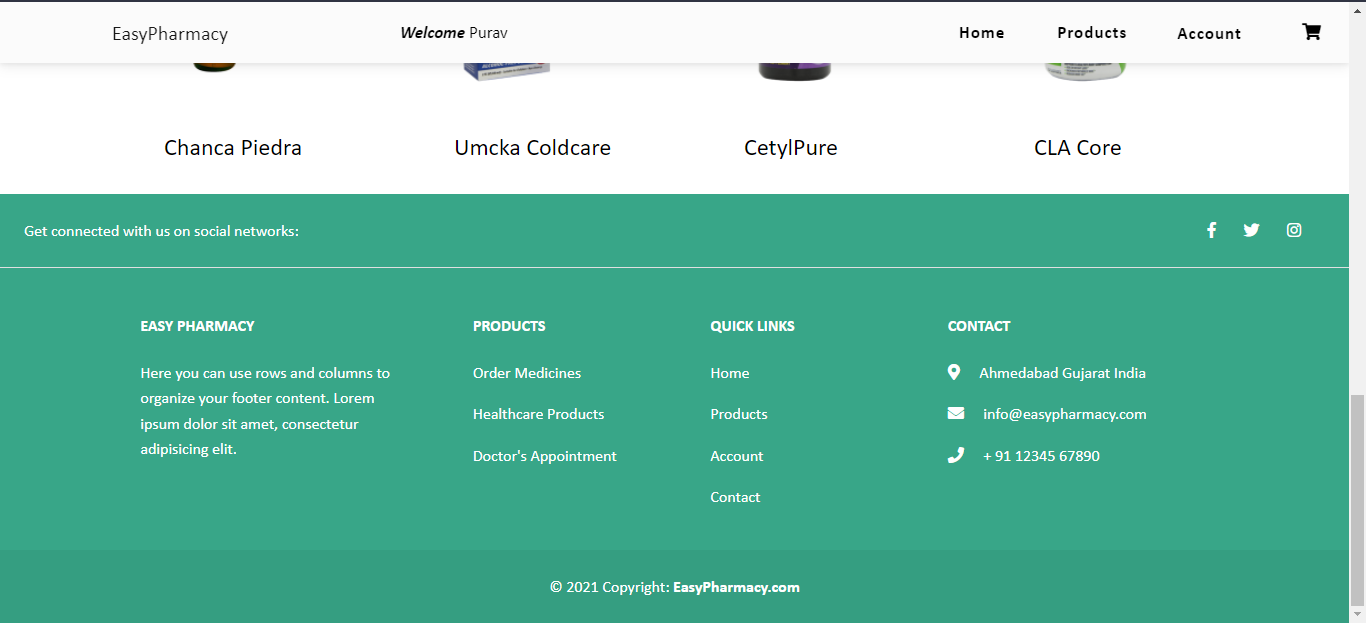 EasyPharmacy
Welcome Purav
Home
Products
Account
Chanca Piedra
Umcka Coldcare
CetylPure
CLA Core
Get connected with us on social networks:
EASY PHARMACY
Here you can use rows and columns to
organize your footer content. Lorem
ipsum dolor sit amet, consectetur
adipisicing elit.
PRODUCTS
Order Medicines
Healthcare Products
Doctor's Appointment
QUICK LINKS
Home
Products
Account
Contact
CONTACT
Ahmedabad Gujarat India
info@easypharmacy.com
+ 91 12345 67890
© 2021 Copyright: EasyPharmacy.com